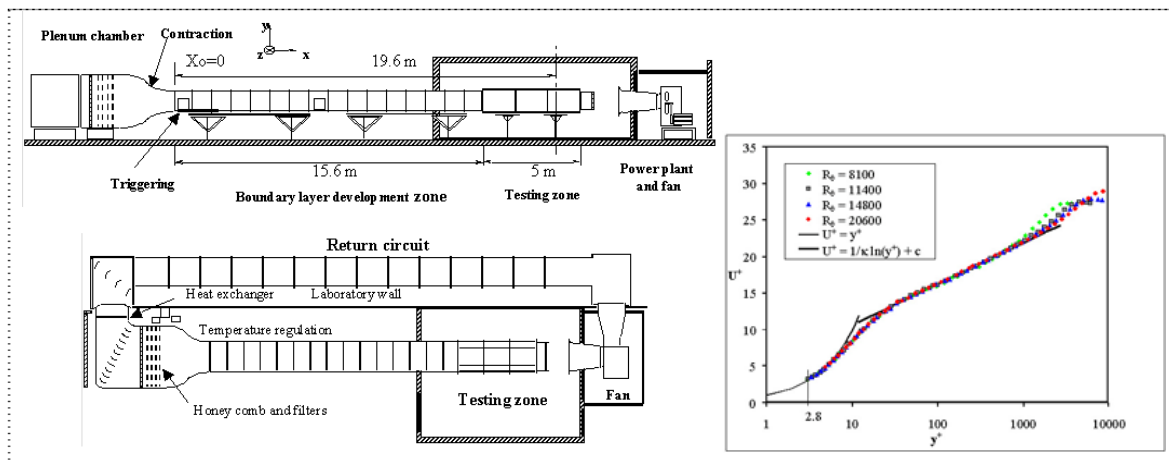 Plenum chamber
Contraction
y
z
x
Xo=0
19.6 m
15.6 m
5 m
Triggering
Boundary layer development zone
Testing zone
Power plant
and fan
Return circuit
Heat exchanger
Laboratory wall
Temperature regulation
Honey comb and filters
Testing zone
Fan
35
30
25
20
15
10
5
0
U⁺
Rθ = 8100
Rθ = 11400
Rθ = 14800
Rθ = 20600
U⁺ = y⁺
U⁺ = 1/κln(y⁺) + c
2.8
1
10
100
1000
10000
y⁺